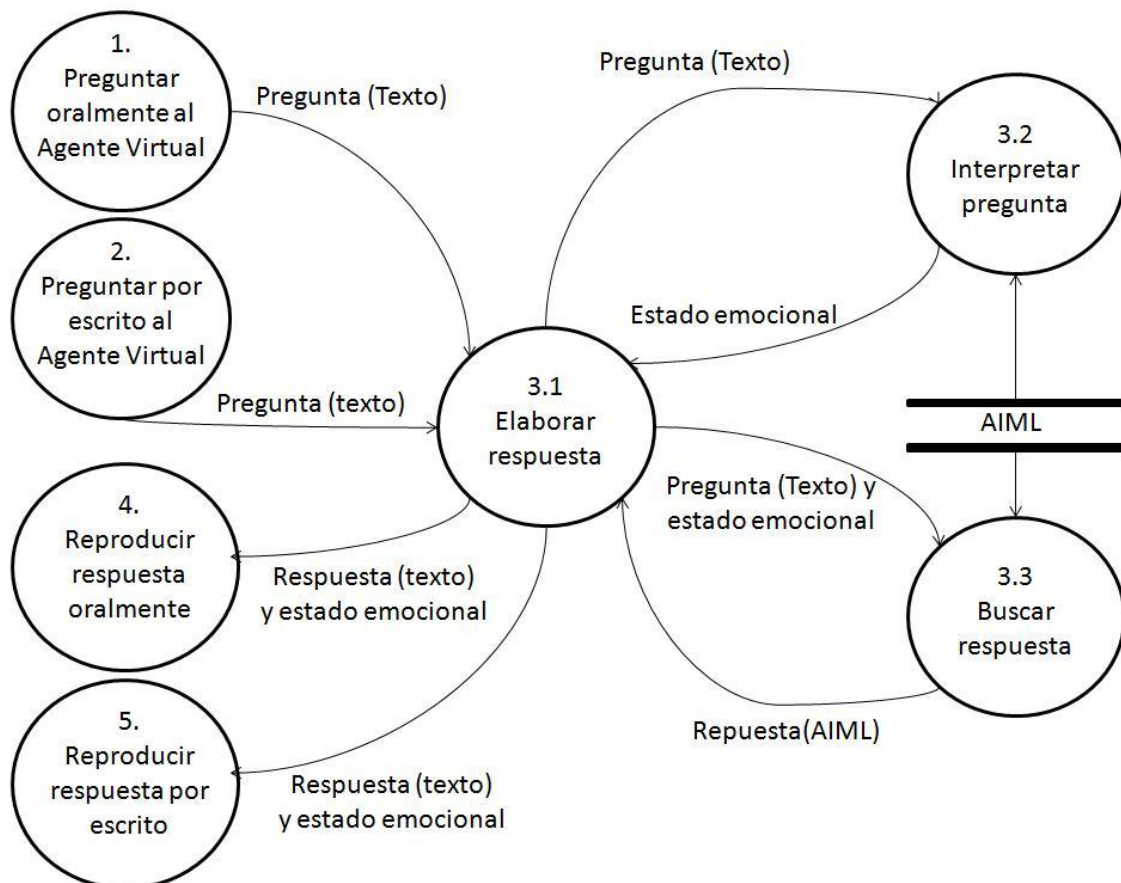 1.
Preguntar
oralmente al
Agente Virtual
Pregunta (Texto)
2.
Preguntar por
escrito al
Agente Virtual
Pregunta (texto)
3.1
Elaborar
respuesta
Pregunta (Texto)
3.2
Interpretar
pregunta
Estado emocional
AIML
Pregunta (Texto) y
estado emocional
3.3
Buscar
respuesta
Repuesta(AIML)
4.
Reproducir
respuesta
oralmente
Respuesta (texto)
y estado emocional
5.
Reproducir
respuesta por
escrito
Respuesta (texto)
y estado emocional